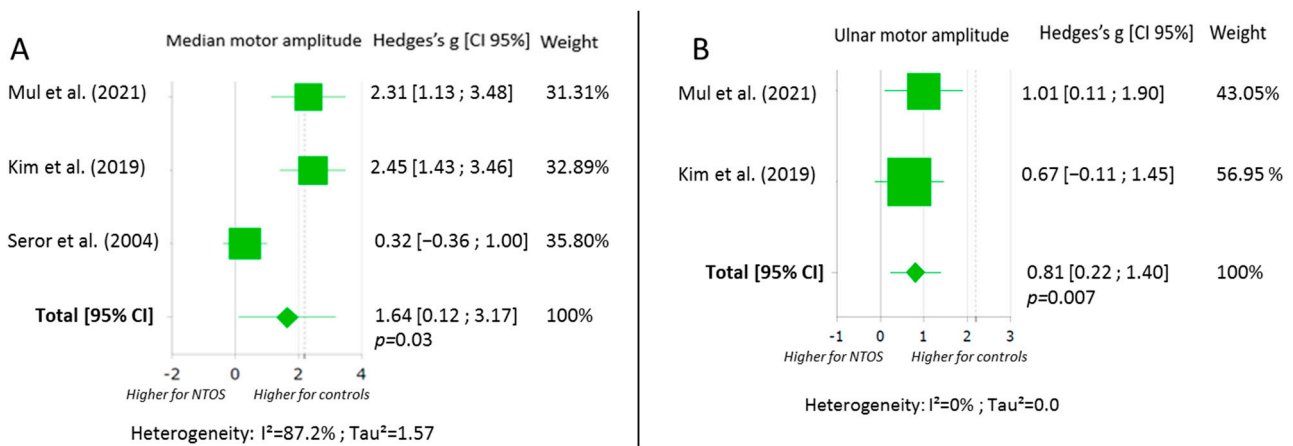 A
Median motor amplitude Hedges's g [CI 95%] Weight
Mul et al. (2021) 2.31 [1.13 ; 3.48] 31.31%
Kim et al. (2019) 2.45 [1.43 ; 3.46] 32.89%
Seror et al. (2004) 0.32 [−0.36 ; 1.00] 35.80%
Total [95% CI] 1.64 [0.12 ; 3.17] 100%
p=0.03
-2 0 2 4
Higher for NTOS Higher for controls
Heterogeneity: I²=87.2% ; Tau²=1.57
B
Ulnar motor amplitude Hedges's g [CI 95%] Weight
Mul et al. (2021) 1.01 [0.11 ; 1.90] 43.05%
Kim et al. (2019) 0.67 [−0.11 ; 1.45] 56.95 %
Total [95% CI] 0.81 [0.22 ; 1.40] 100%
p=0.007
-1 0 1 2 3
Higher for NTOS Higher for controls
Heterogeneity: I²=0% ; Tau²=0.0